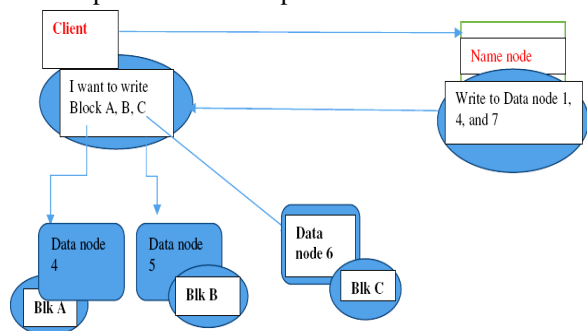 Client
Name node
I want to write
Block A, B, C
Write to Data node 1,
4, and 7
Data node
4
Data node
5
Data
node 6
Blk A
Blk B
Blk C